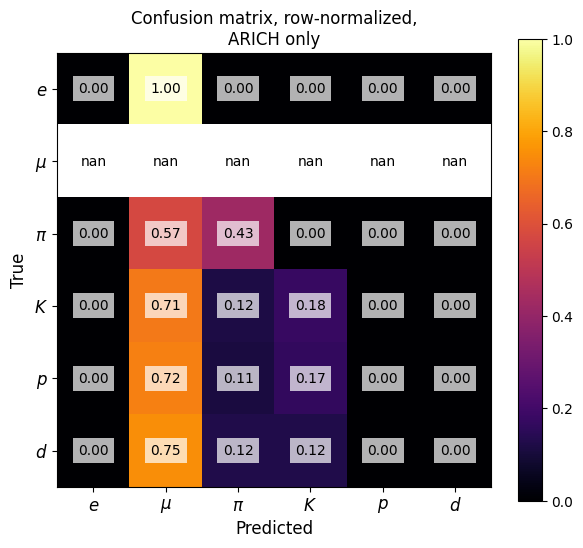 Confusion matrix, row-normalized,
ARICH only
1.0
e 0.00 1.00 0.00 0.00 0.00 0.00
μ nan nan nan nan nan nan
0.8
π 0.00 0.57 0.43 0.00 0.00 0.00
0.6
True
K 0.00 0.71 0.12 0.18 0.00 0.00
0.4
p 0.00 0.72 0.11 0.17 0.00 0.00
0.2
d 0.00 0.75 0.12 0.12 0.00 0.00
0.0
e μ π K p d
Predicted